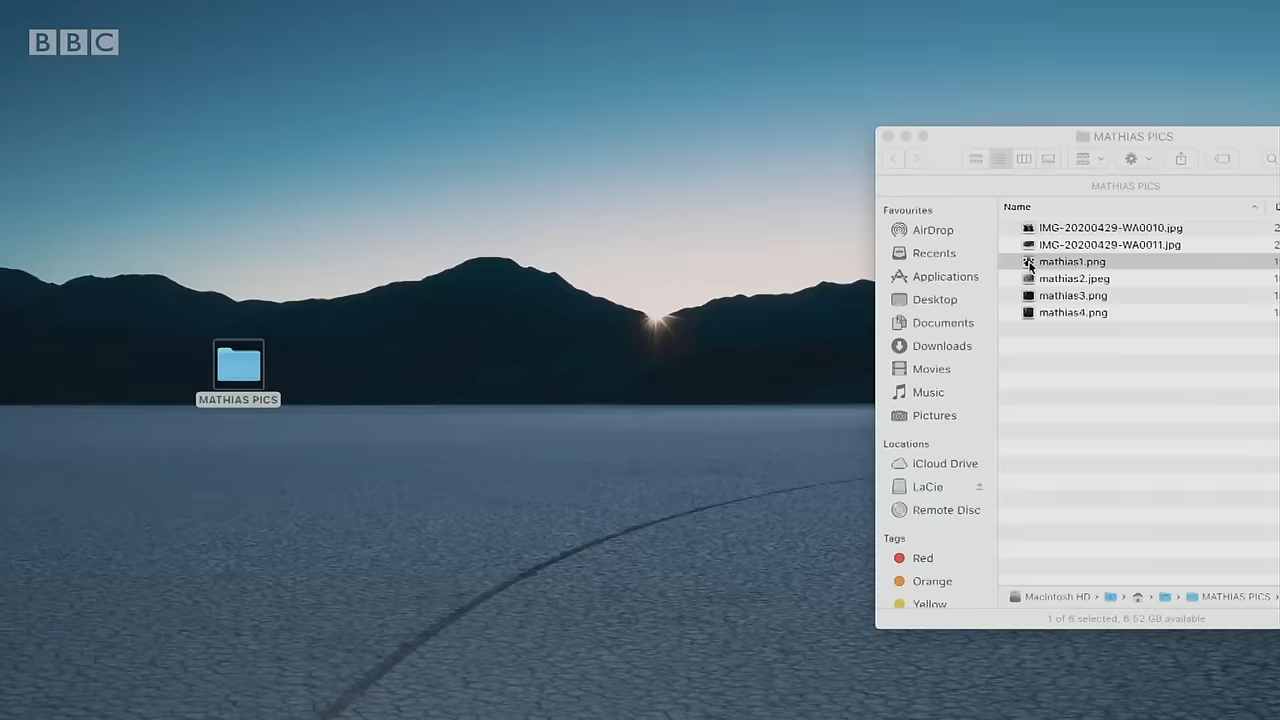 BBC
MATHIAS PICS
MATHIAS PICS
MATHIAS PICS
Favourites
AirDrop
Recents
Applications
Desktop
Documents
Downloads
Movies
Music
Pictures
Locations
iCloud Drive
LaCie
Remote Disc
Tags
Red
Orange
Yellow
Name
IMG-20200429-WA0010.jpg
IMG-20200429-WA0011.jpg
mathias1.png
mathias2.jpeg
mathias3.png
mathias4.png
Macintosh HD
MATHIAS PICS
1 of 6 selected, 6.52 GB available